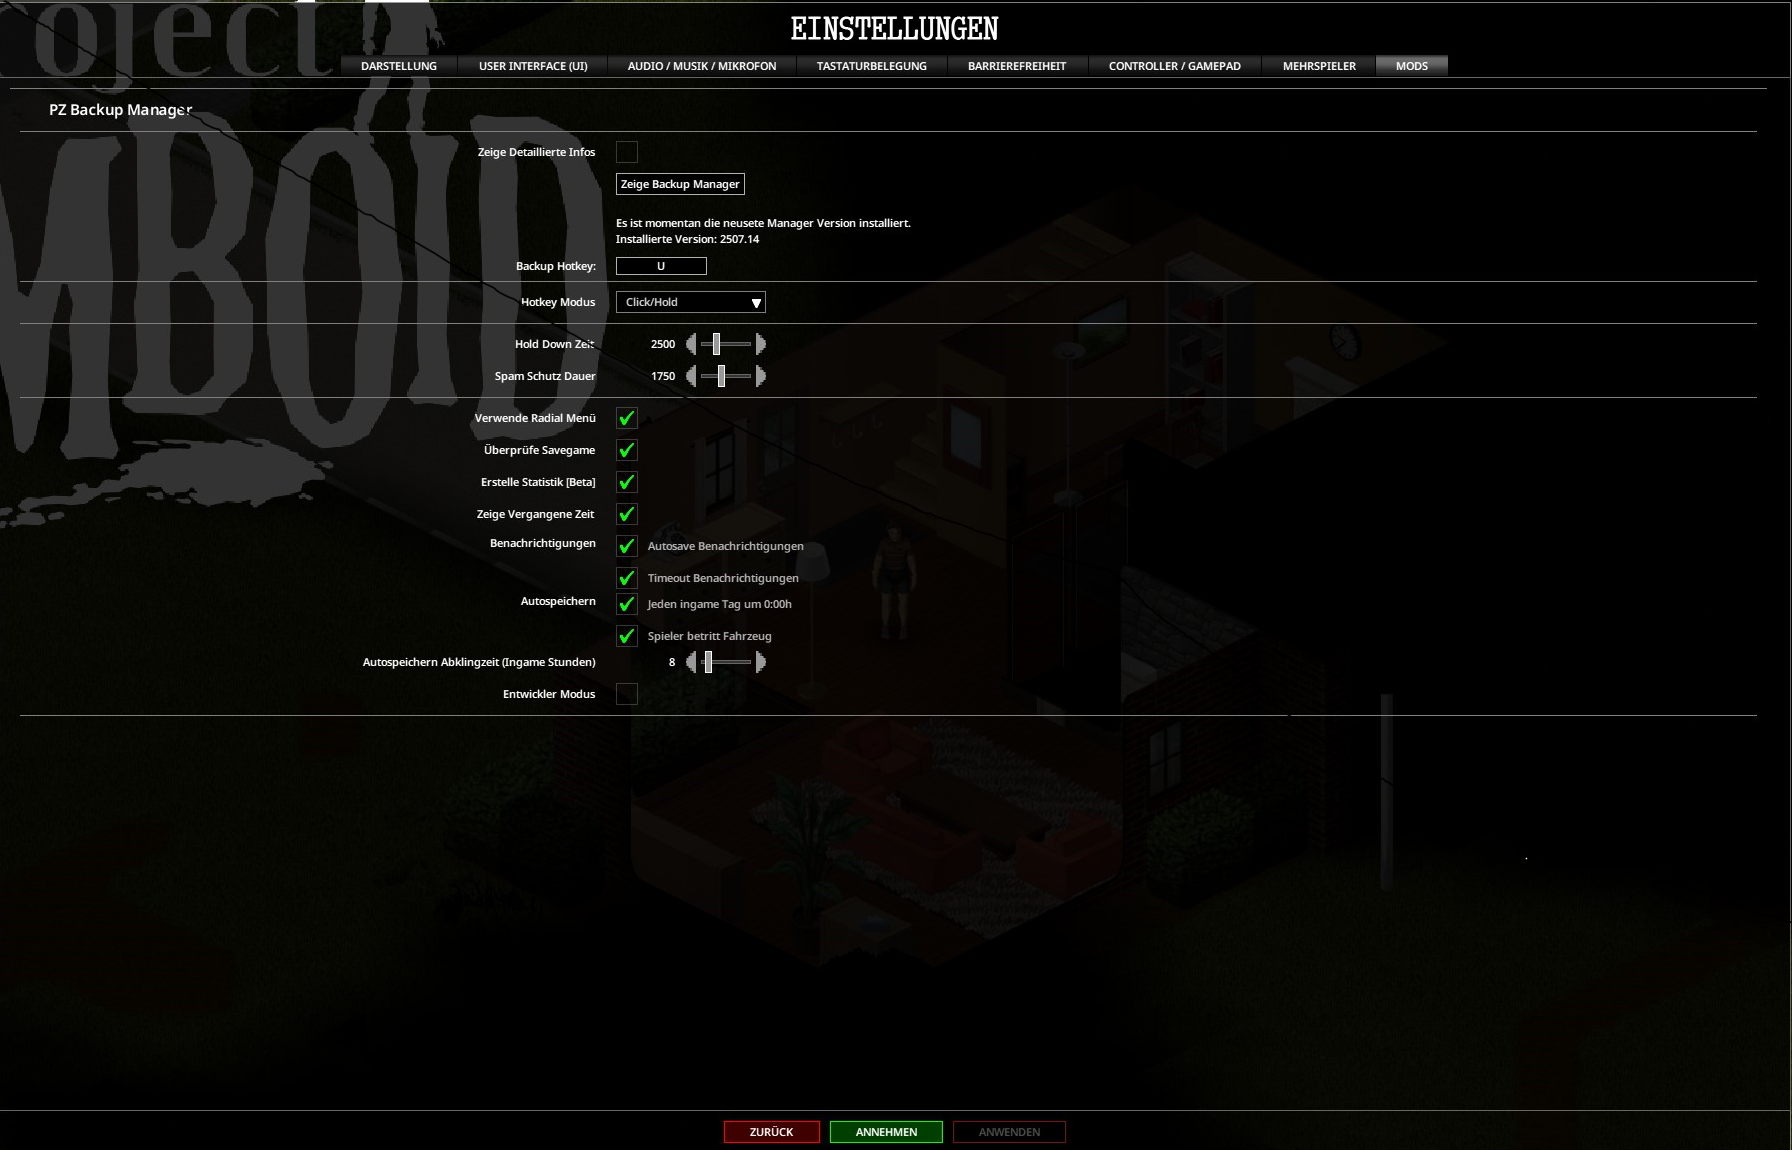 oject
EINSTELLUNGEN
DARSTELLUNG USER INTERFACE (UI) AUDIO / MUSIK / MIKROFON TASTATURBELEGUNG BARRIEREFREIHEIT CONTROLLER / GAMEPAD MEHRSPIELER MODS
PZ Backup Manager
MBOID
Zeige Detaillierte Infos
Zeige Backup Manager
Es ist momentan die neusete Manager Version installiert.
Installierte Version: 2507.14
Backup Hotkey: U
Hotkey Modus Click/Hold
Hold Down Zeit 2500
Spam Schutz Dauer 1750
Verwende Radial Menü
Überprüfe Savegame
Erstelle Statistik [Beta]
Zeige Vergangene Zeit
Benachrichtigungen Autosave Benachrichtigungen
Timeout Benachrichtigungen
Autospeichern Jeden ingame Tag um 0:00h
Spieler betritt Fahrzeug
Autospeichern Abklingzeit (Ingame Stunden) 8
Entwickler Modus
ZURÜCK ANNEHMEN ANWENDEN